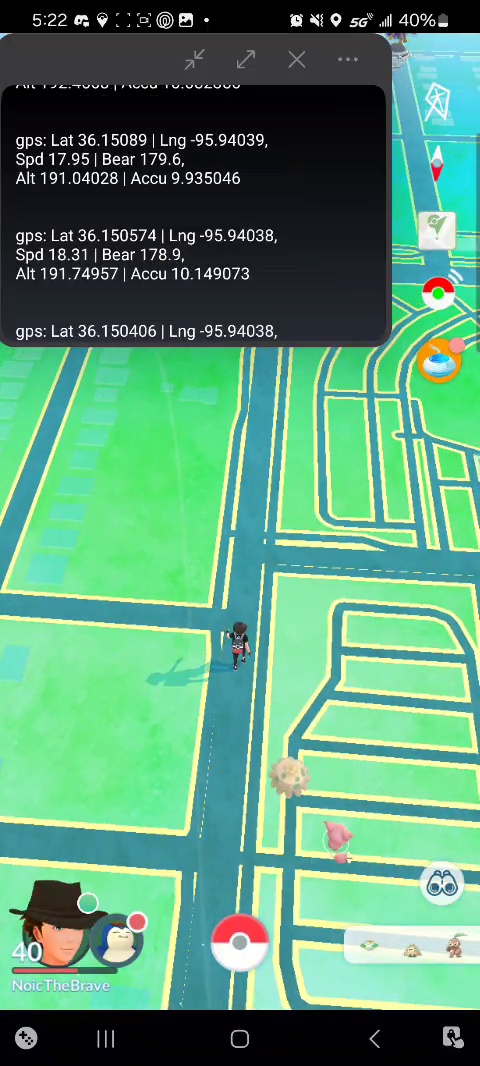 5:22
5G
40%
gps: Lat 36.15089 | Lng -95.94039,
Spd 17.95 | Bear 179.6,
Alt 191.04028 | Accu 9.935046
gps: Lat 36.150574 | Lng -95.94038,
Spd 18.31 | Bear 178.9,
Alt 191.74957 | Accu 10.149073
gps: Lat 36.150406 | Lng -95.94038,
40
NoicTheBrave